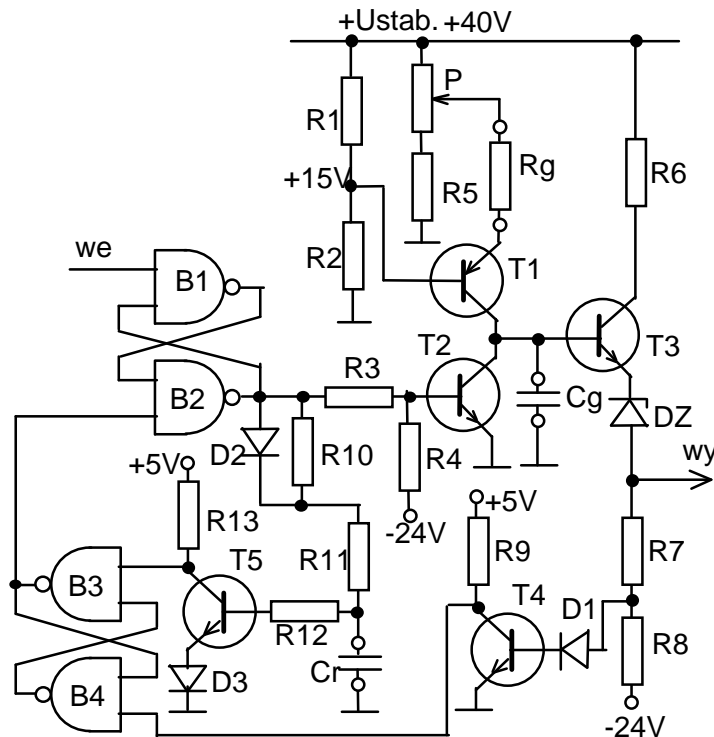 +Ustab. +40V
P
R1
Rg
+15V
R5
R6
we
R2
B1
T1
T2
T3
R3
B2
Cg
DZ
D2
R10
R4
wy
+5V
-24V
+5V
R13
R9
R7
T5
R11
T4
D1
B3
R12
R8
Cr
D3
B4
-24V